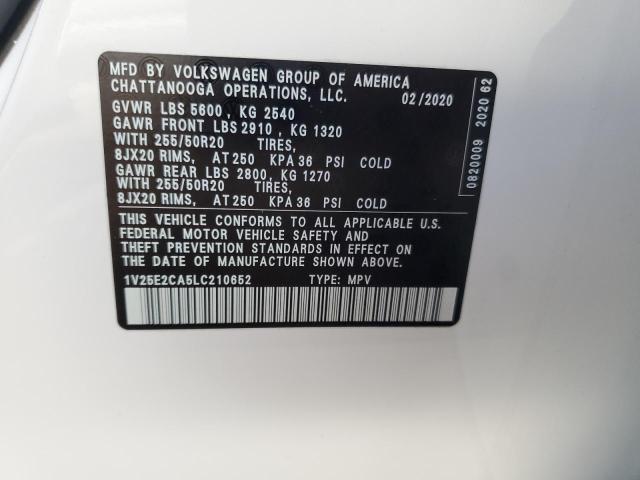 MFD BY VOLKSWAGEN GROUP OF AMERICA
CHATTANOOGA OPERATIONS, LLC. 02/2020
GVWR LBS 5600 , KG 2540
GAWR FRONT LBS 2910 , KG 1320
WITH 255/50R20 TIRES,
8JX20 RIMS, AT 250 KPA 36 PSI COLD
GAWR REAR LBS 2800, KG 1270
WITH 255/50R20 TIRES,
8JX20 RIMS, AT 250 KPA 36 PSI COLD
THIS VEHICLE CONFORMS TO ALL APPLICABLE U.S.
FEDERAL MOTOR VEHICLE SAFETY AND
THEFT PREVENTION STANDARDS IN EFFECT ON
THE DATE OF MANUFACTURE SHOWN ABOVE
1V25E2CA5LC210652 TYPE: MPV
0820009 2020 62